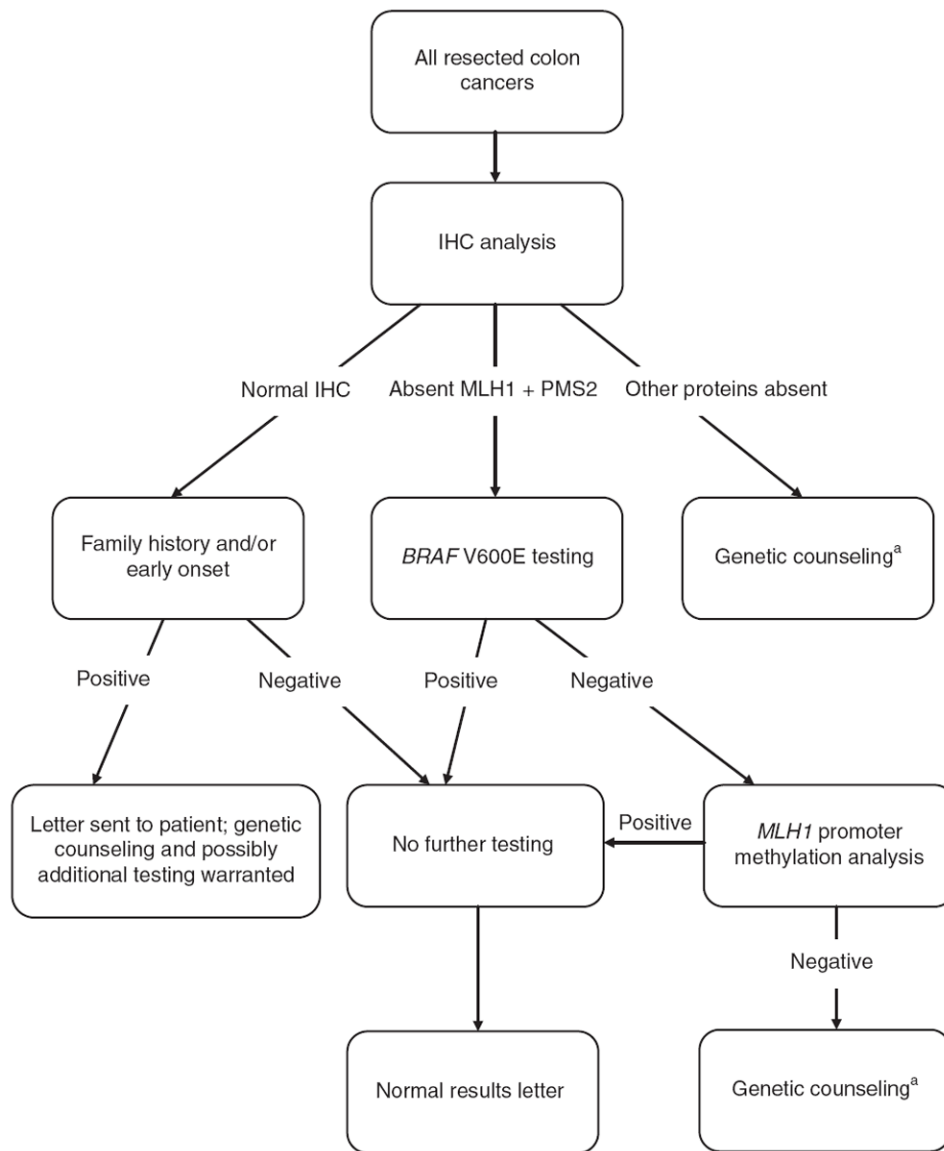 All resected colon
cancers
IHC analysis
Normal IHC
Absent MLH1 + PMS2
Other proteins absent
Family history and/or
early onset
BRAF V600E testing
Genetic counselingᵃ
Positive
Negative
Positive
Negative
Letter sent to patient; genetic
counseling and possibly
additional testing warranted
No further testing
Positive
MLH1 promoter
methylation analysis
Negative
Normal results letter
Genetic counselingᵃ